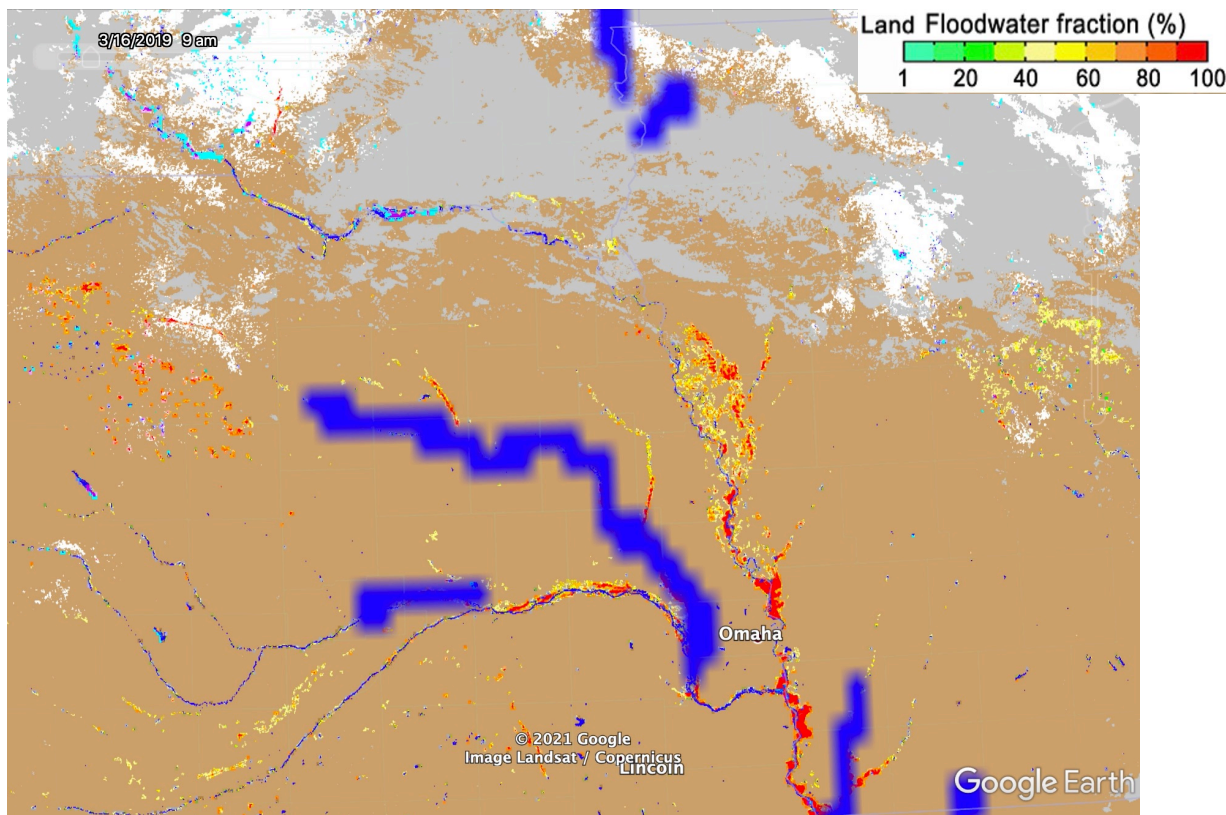 3/16/2019 9 am
Land Floodwater fraction (%)
1 20 40 60 80 100
Omaha
© 2021 Google
Image Landsat / Copernicus
Lincoln
Google Earth